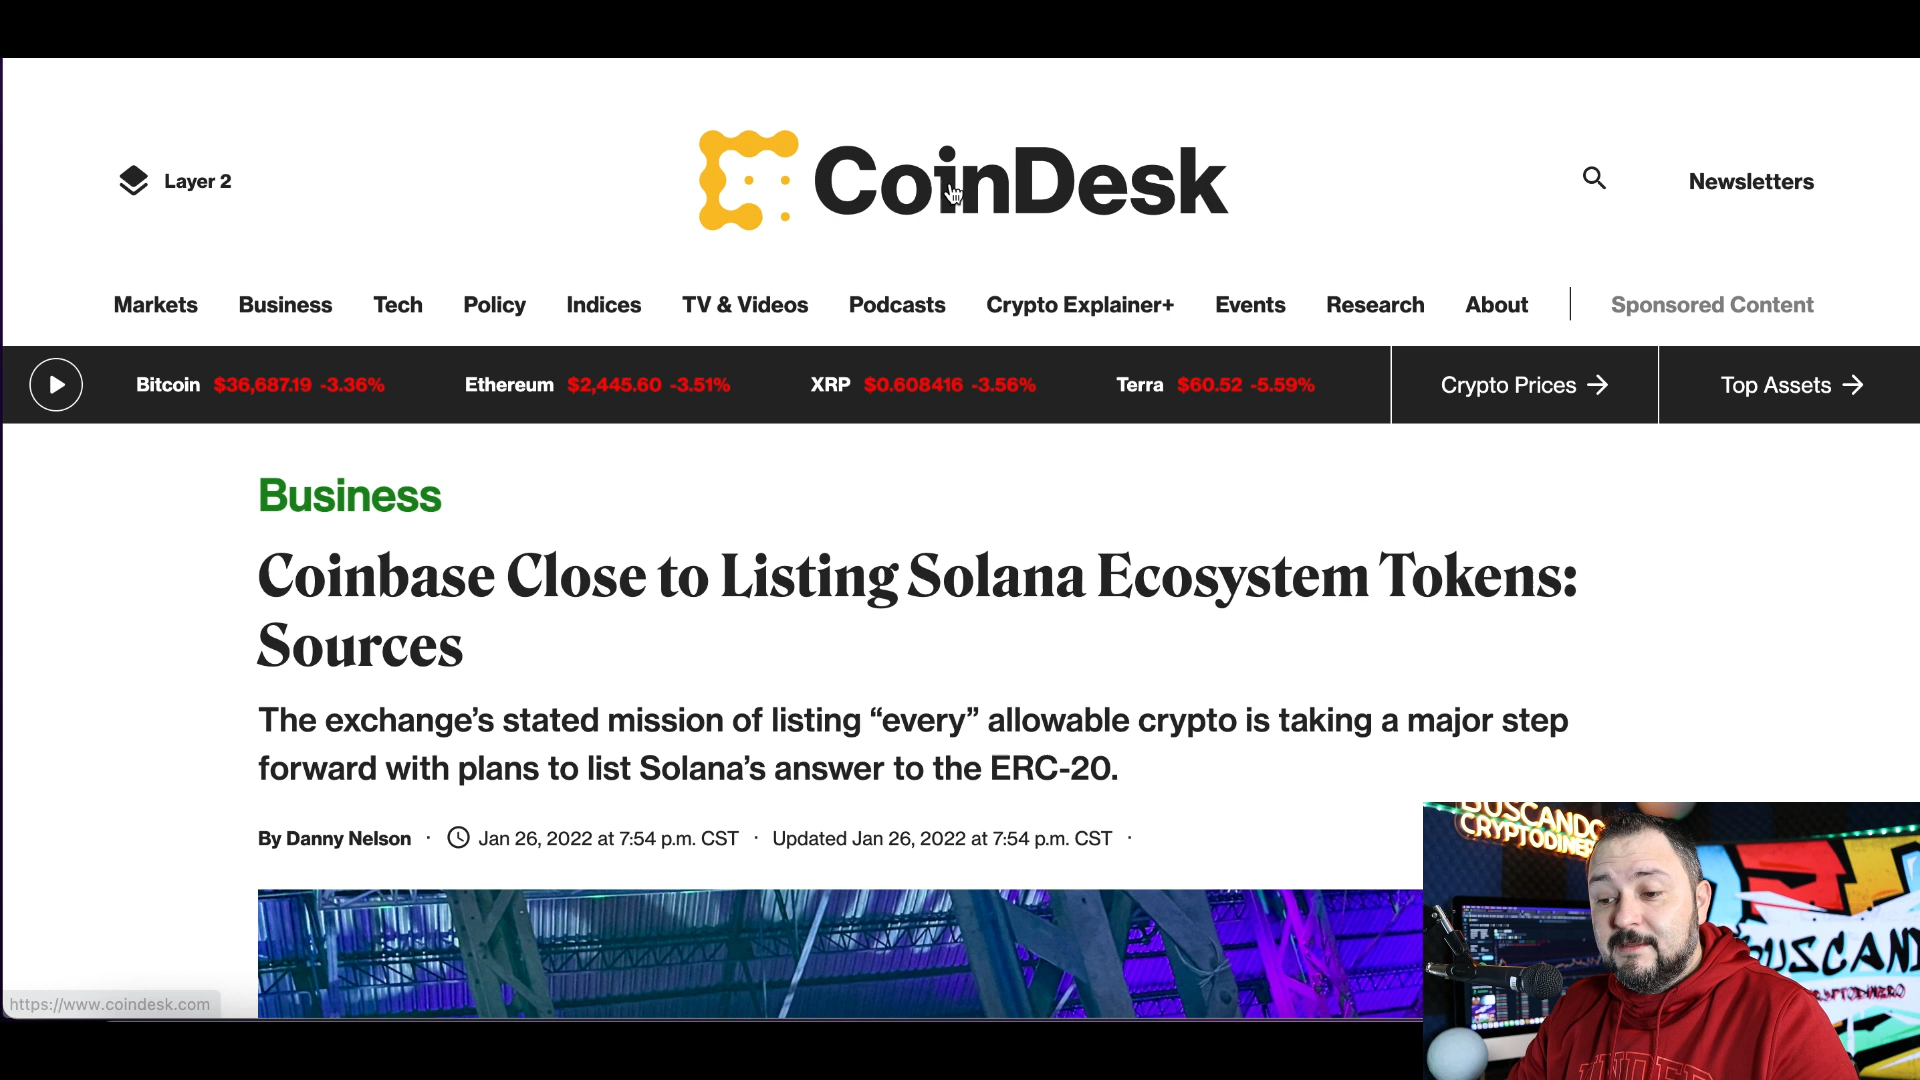 Layer 2
CoinDesk
Newsletters
Markets Business Tech Policy Indices TV & Videos Podcasts Crypto Explainer+ Events Research About Sponsored Content
Bitcoin $36,687.19 -3.36% Ethereum $2,445.60 -3.51% XRP $0.608416 -3.56% Terra $60.52 -5.59% Crypto Prices → Top Assets →
Business
Coinbase Close to Listing Solana Ecosystem Tokens:
Sources
The exchange’s stated mission of listing “every” allowable crypto is taking a major step
forward with plans to list Solana’s answer to the ERC-20.
By Danny Nelson · Jan 26, 2022 at 7:54 p.m. CST · Updated Jan 26, 2022 at 7:54 p.m. CST ·
BUSCANDO
CRYPTODINER
BUSCAND
https://www.coindesk.com
UNDER